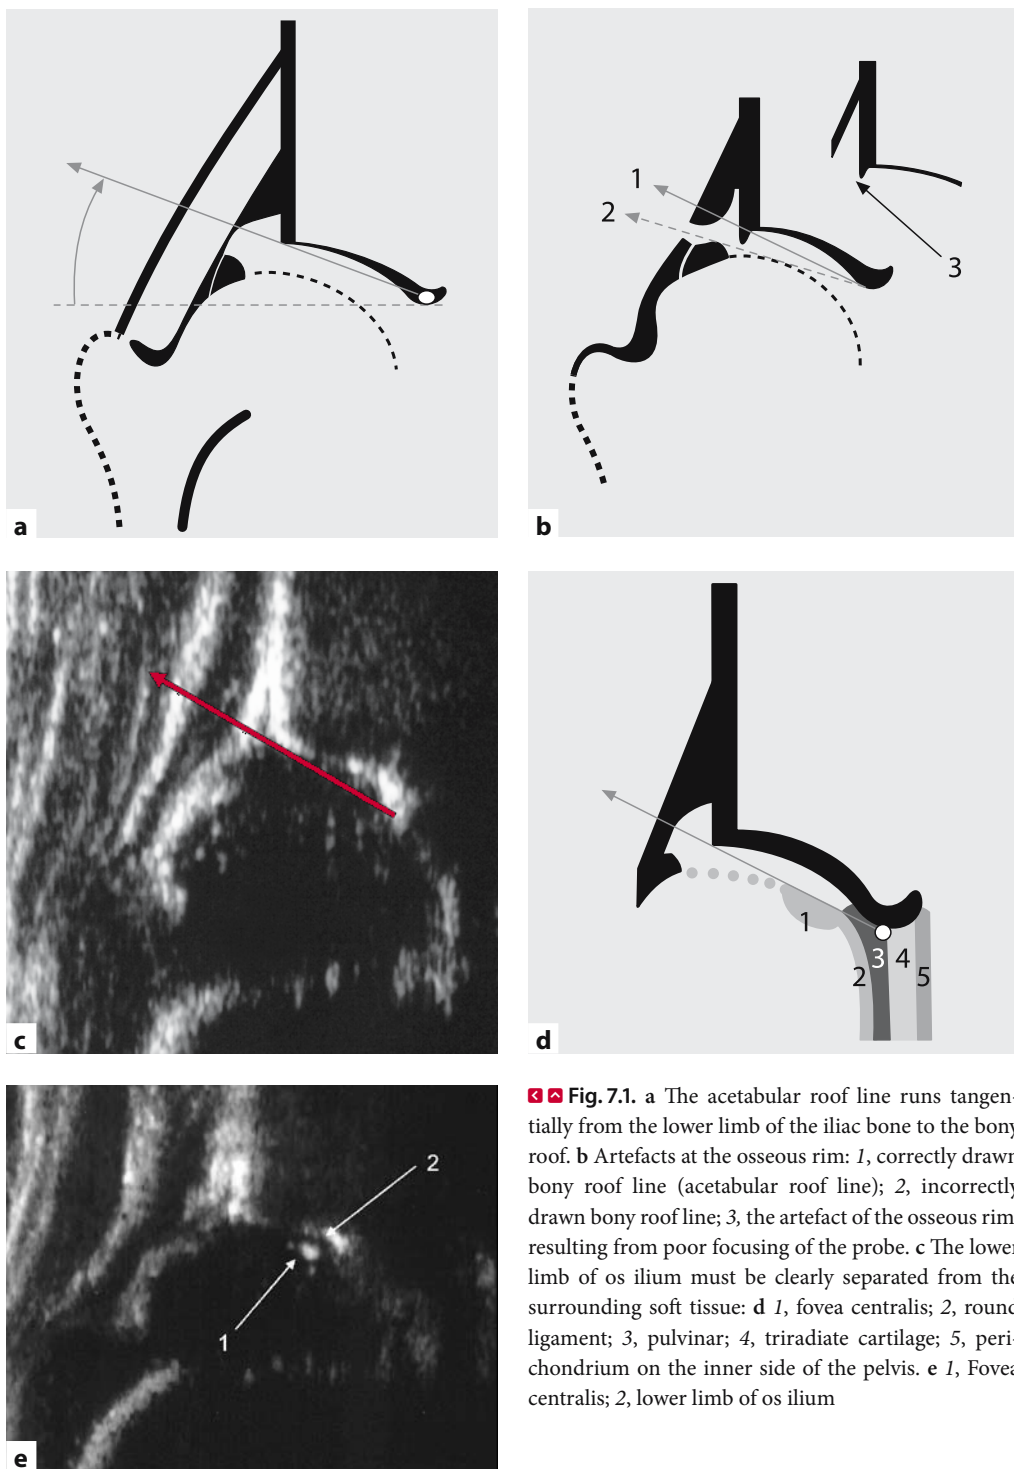 1
2
3
a
b
c
1
2
3
4
5
d
2
1
e
Fig. 7.1. a The acetabular roof line runs tangen-
tially from the lower limb of the iliac bone to the bony
roof. b Artefacts at the osseous rim: 1, correctly drawn
bony roof line (acetabular roof line); 2, incorrectly
drawn bony roof line; 3, the artefact of the osseous rim
resulting from poor focusing of the probe. c The lower
limb of os ilium must be clearly separated from the
surrounding soft tissue: d 1, fovea centralis; 2, round
ligament; 3, pulvinar; 4, triradiate cartilage; 5, peri-
chondrium on the inner side of the pelvis. e 1, Fovea
centralis; 2, lower limb of os ilium